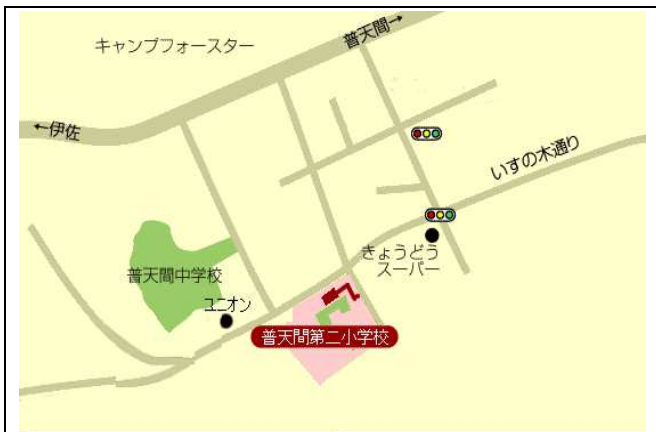 キャンプフォースター
普天間→
←伊佐
いすの木通り
きょうどう
スーパー
普天間中学校
ユニオン
普天間第二小学校